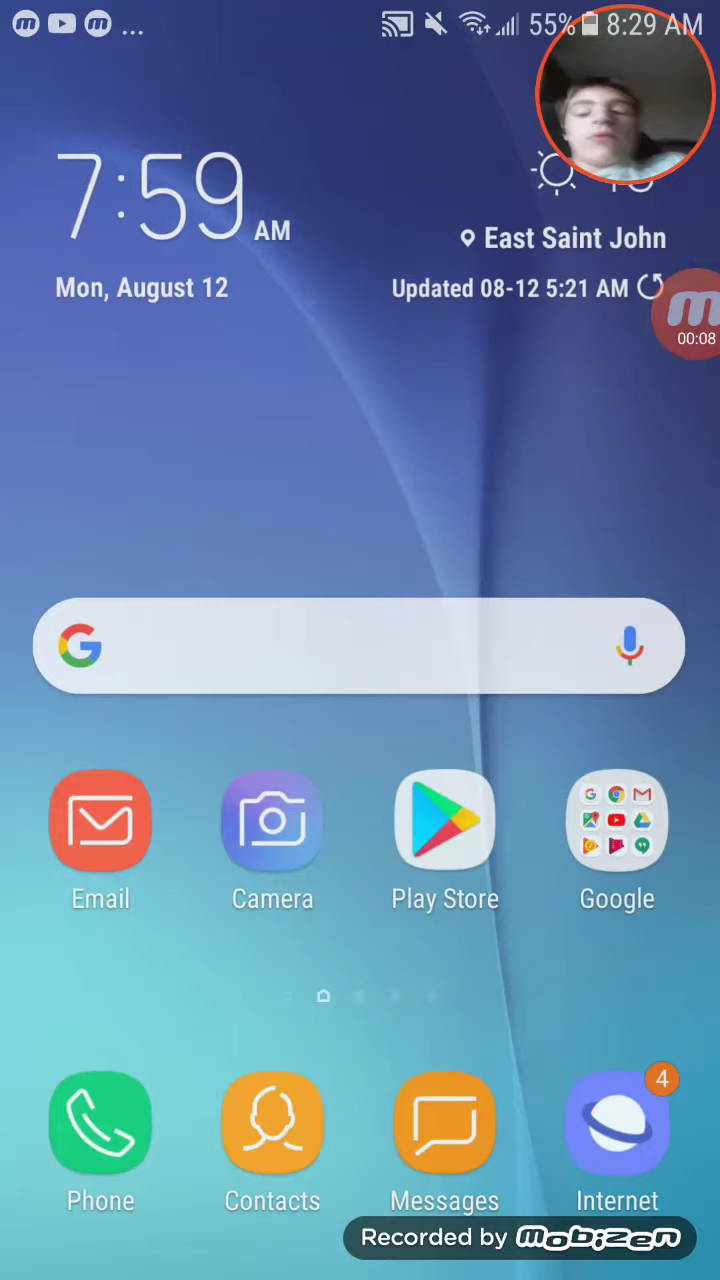 ... 55% 8:29 AM
7:59 AM
East Saint John
Mon, August 12
Updated 08-12 5:21 AM
00:08
Email Camera Play Store Google
4
Phone Contacts Messages Internet
Recorded by mobizen